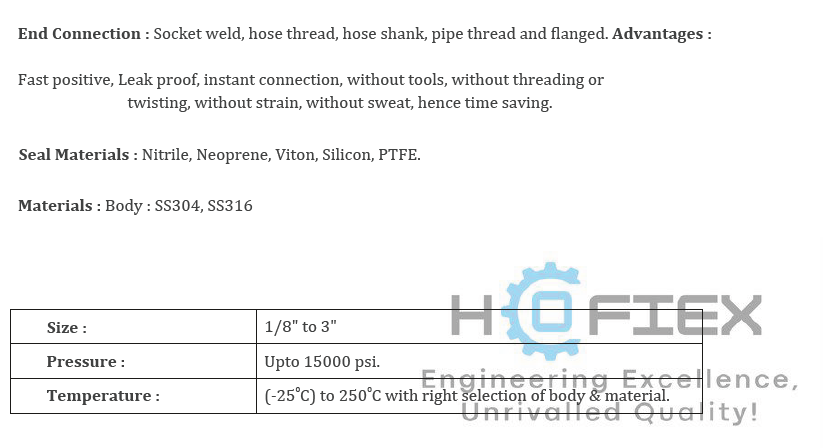 End Connection : Socket weld, hose thread, hose shank, pipe thread and flanged. Advantages :
Fast positive, Leak proof, instant connection, without tools, without threading or
twisting, without strain, without sweat, hence time saving.
Seal Materials : Nitrile, Neoprene, Viton, Silicon, PTFE.
Materials : Body : SS304, SS316
HOFIEX
Size : 1/8" to 3"
Pressure : Upto 15000 psi.
Engineering Excellence,
Temperature : (-25°C) to 250°C with right selection of body & material.
Unrivalled Quality!